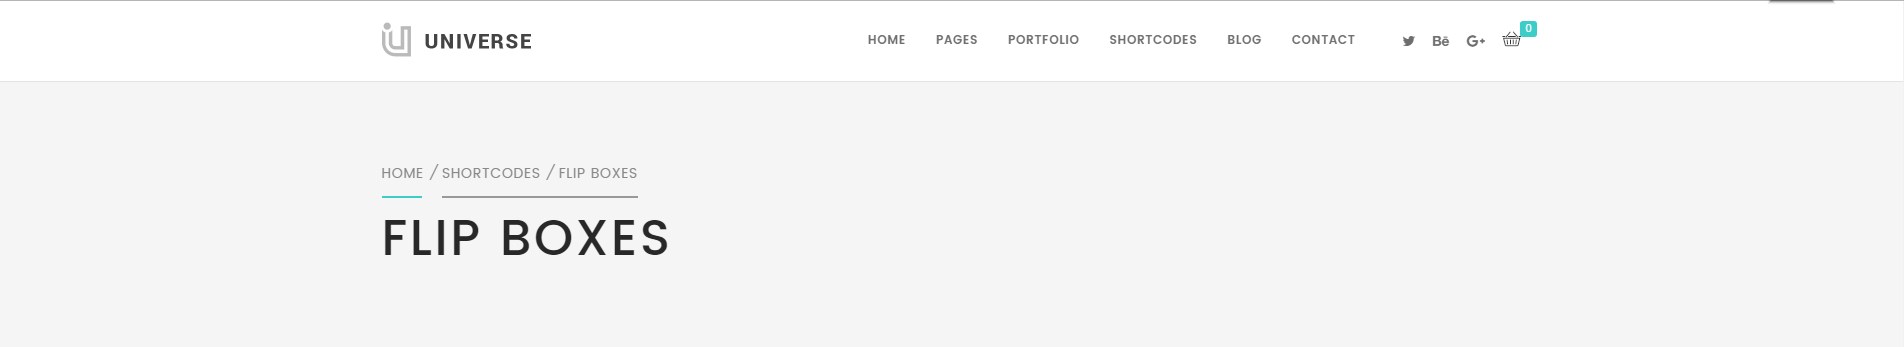 UNIVERSE HOME PAGES PORTFOLIO SHORTCODES BLOG CONTACT Bē G+ 0
HOME / SHORTCODES / FLIP BOXES
FLIP BOXES